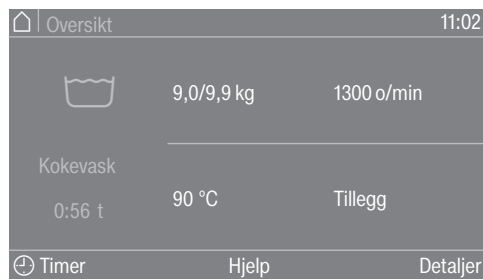 Oversikt 11:02
9,0/9,9 kg 1300 o/min
Kokevask
0:56 t
90 °C Tillegg
Timer Hjelp Detaljer